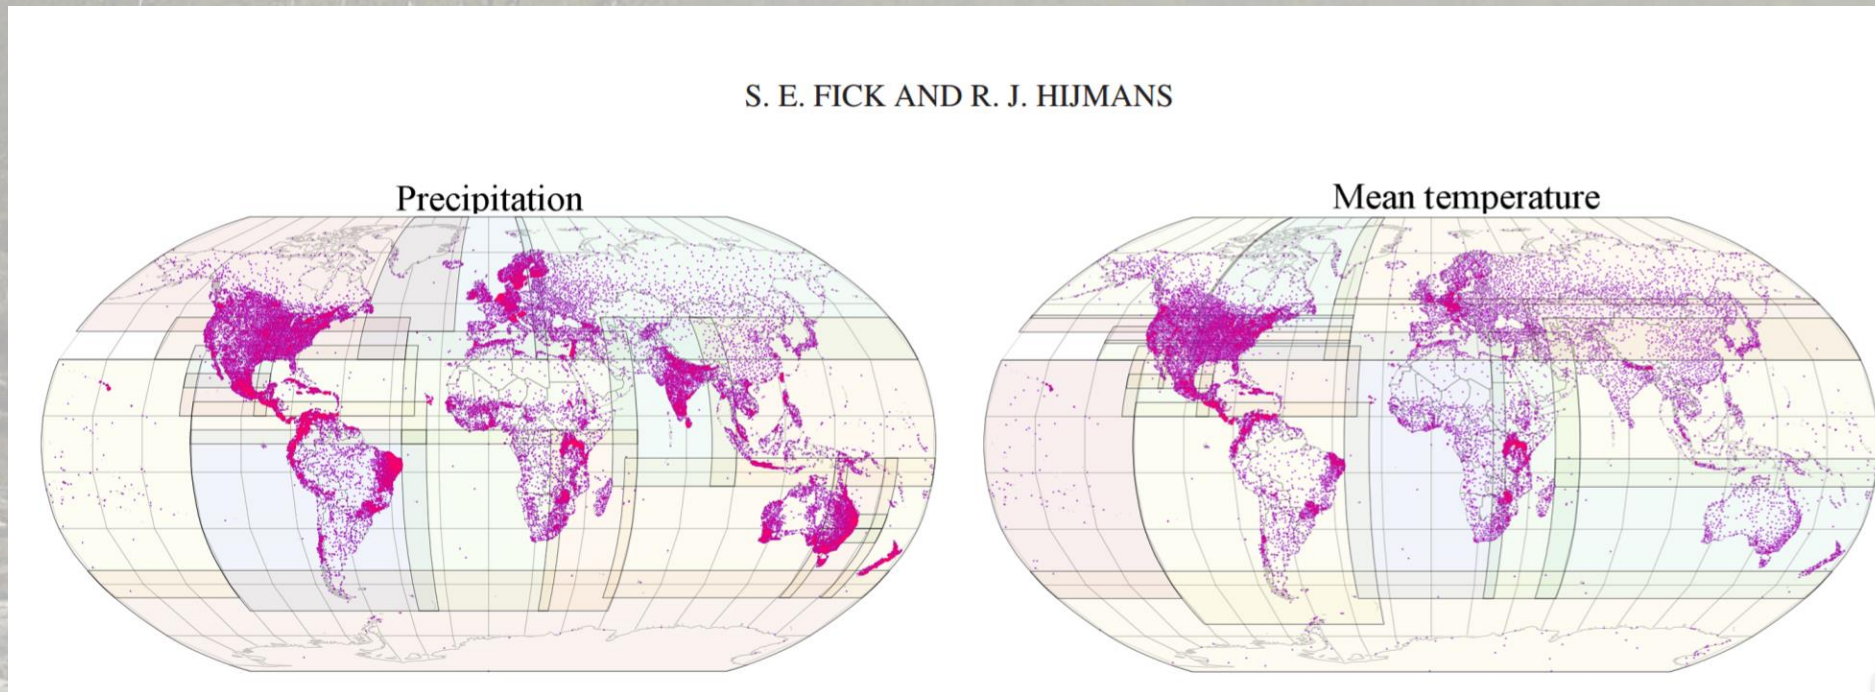 S. E. FICK AND R. J. HIJMANS
Precipitation
Mean temperature